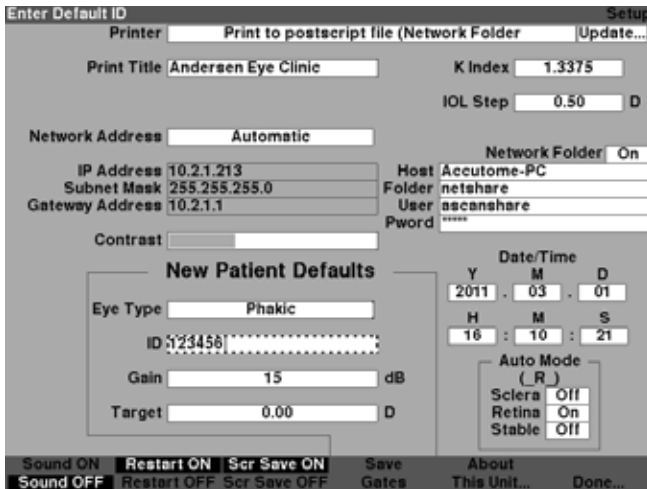 Enter Default ID Setup
Printer Print to postscript file (Network Folder Update...
Print Title Andersen Eye Clinic K Index 1.3375
IOL Step 0.50 D
Network Address Automatic
Network Folder On
IP Address 10.2.1.213 Host Accutome-PC
Subnet Mask 255.255.255.0 Folder netshare
Gateway Address 10.2.1.1 User ascanshare
Pword *****
Contrast
Date/Time
New Patient Defaults Y M D
2011 . 03 . 01
Eye Type Phakic H M S
ID 123456 16 : 10 : 21
Auto Mode
Gain 15 dB (_R_)
Sclera Off
Target 0.00 D Retina On
Stable Off
Sound ON Restart ON Scr Save ON Save About
Sound OFF Restart OFF Scr Save OFF Gates This Unit... Done...